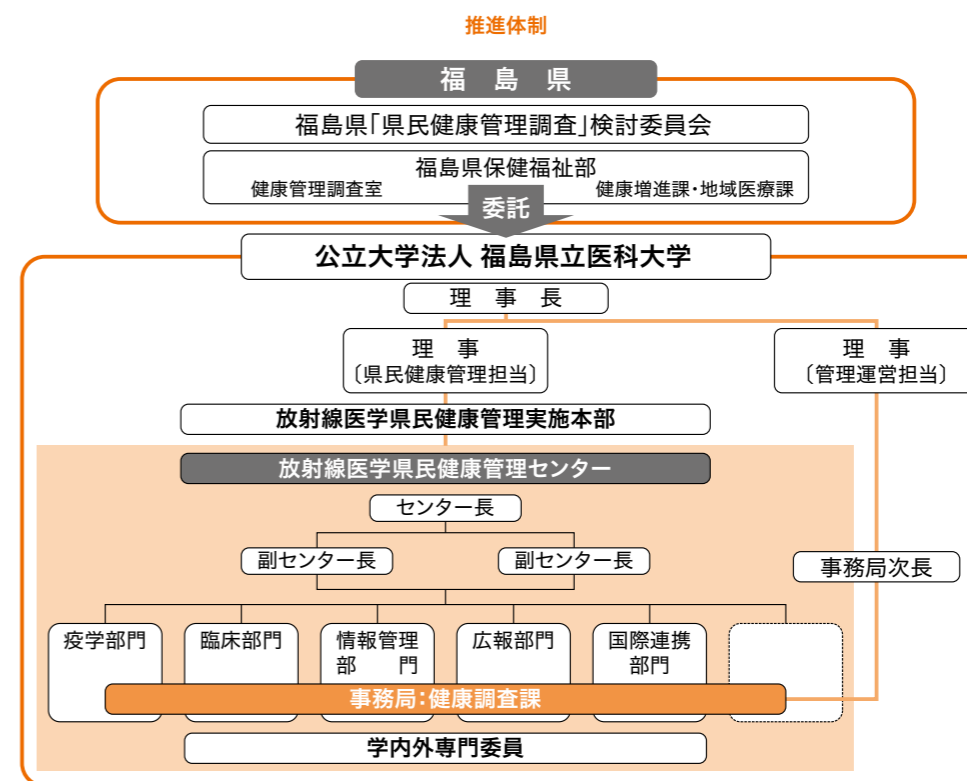 推進体制
福 島 県
福島県「県民健康管理調査」検討委員会
福島県保健福祉部
健康管理調査室 健康増進課・地域医療課
委託
公立大学法人 福島県立医科大学
理 事 長
理 事 理 事
〔県民健康管理担当〕 〔管理運営担当〕
放射線医学県民健康管理実施本部
放射線医学県民健康管理センター
センター長
副センター長 副センター長
事務局次長
疫学部門 臨床部門 情報管理 広報部門 国際連携
部 門 部門
事務局:健康調査課
学内外専門委員